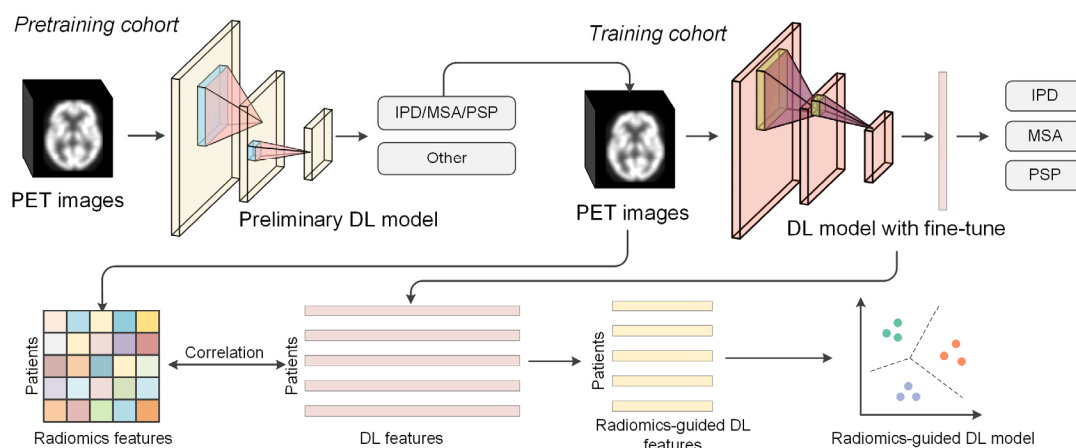 Pretraining cohort
Training cohort
IPD/MSA/PSP
Other
IPD
MSA
PSP
PET images
Preliminary DL model
PET images
DL model with fine-tune
Patients
Correlation
Patients
Patients
Radiomics features
DL features
Radiomics-guided DL
features
Radiomics-guided DL model